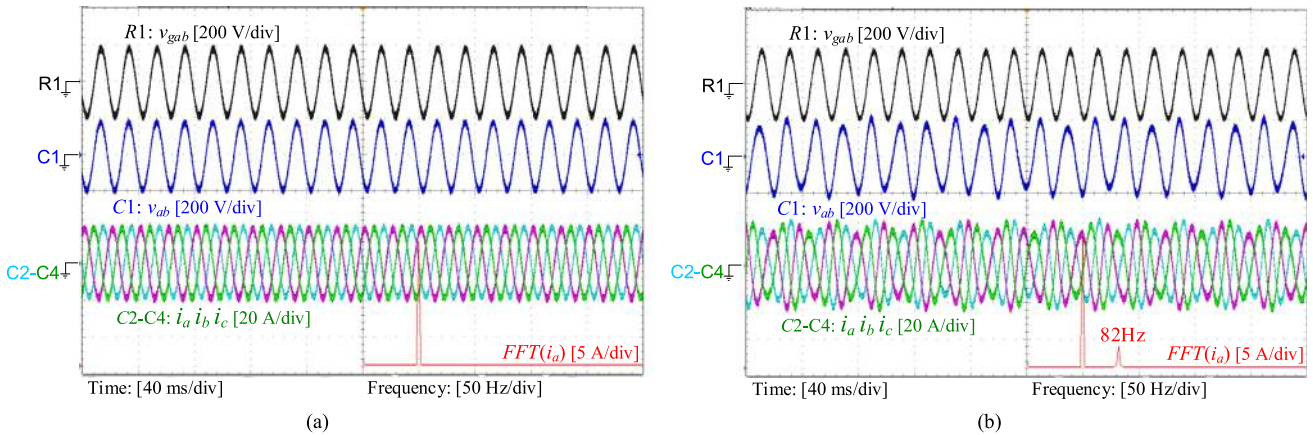 R1: v_gab [200 V/div]
R1
C1
C1: v_ab [200 V/div]
C2-C4
C2-C4: i_a i_b i_c [20 A/div]
FFT(i_a) [5 A/div]
Time: [40 ms/div] Frequency: [50 Hz/div]
(a)
R1: v_gab [200 V/div]
R1
C1
C1: v_ab [200 V/div]
C2-C4
C2-C4: i_a i_b i_c [20 A/div]
82Hz
FFT(i_a) [5 A/div]
Time: [40 ms/div] Frequency: [50 Hz/div]
(b)